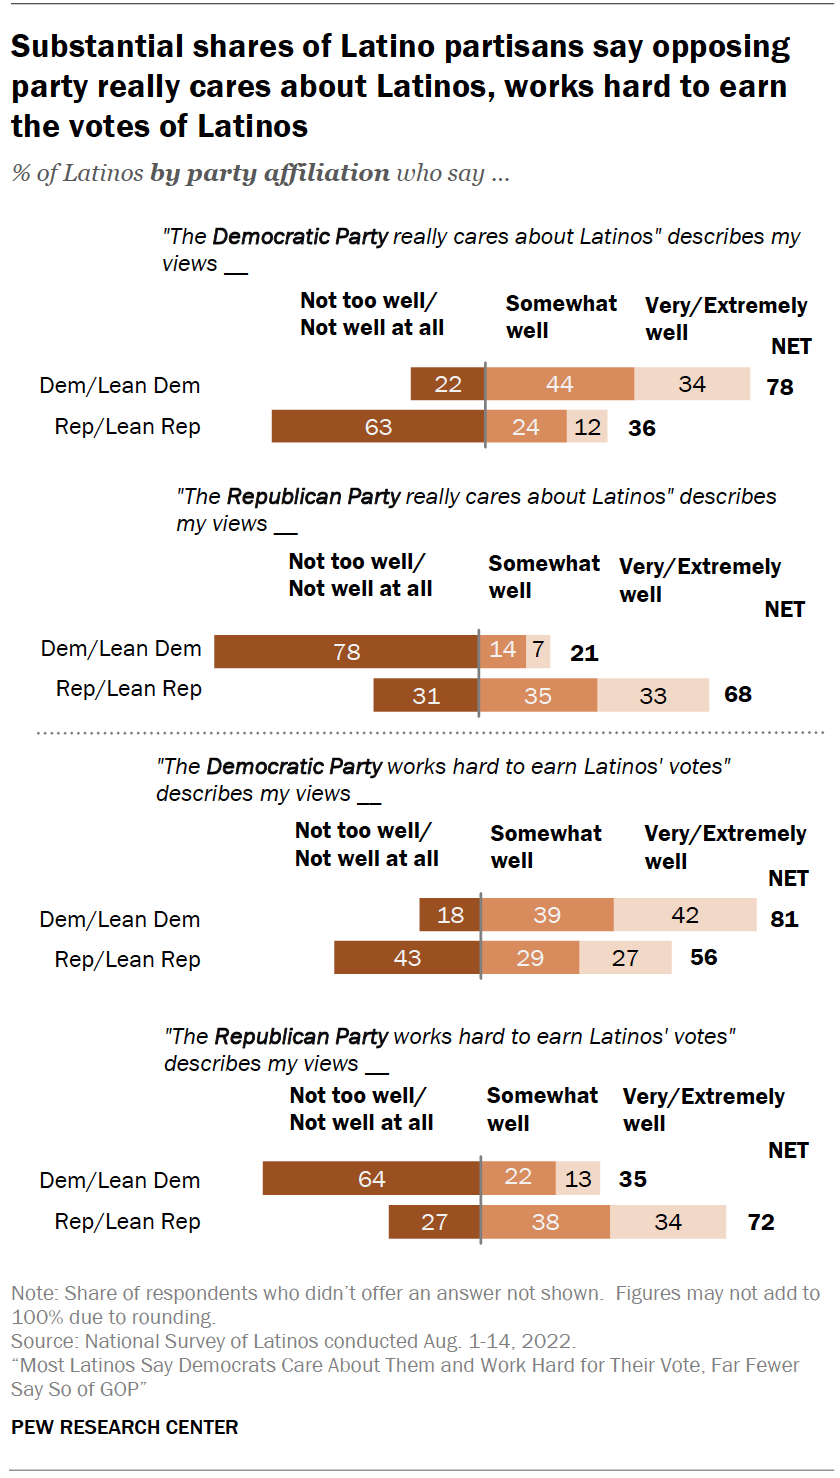 Substantial shares of Latino partisans say opposing
party really cares about Latinos, works hard to earn
the votes of Latinos
% of Latinos by party affiliation who say ...
"The Democratic Party really cares about Latinos" describes my
views __
Not too well/
Not well at all
Somewhat
well
Very/Extremely
well
NET
Dem/Lean Dem 22 44 34 78
Rep/Lean Rep 63 24 12 36
"The Republican Party really cares about Latinos" describes
my views __
Not too well/
Not well at all
Somewhat
well
Very/Extremely
well
NET
Dem/Lean Dem 78 14 7 21
Rep/Lean Rep 31 35 33 68
"The Democratic Party works hard to earn Latinos' votes"
describes my views __
Not too well/
Not well at all
Somewhat
well
Very/Extremely
well
NET
Dem/Lean Dem 18 39 42 81
Rep/Lean Rep 43 29 27 56
"The Republican Party works hard to earn Latinos' votes"
describes my views __
Not too well/
Not well at all
Somewhat
well
Very/Extremely
well
NET
Dem/Lean Dem 64 22 13 35
Rep/Lean Rep 27 38 34 72
Note: Share of respondents who didn't offer an answer not shown. Figures may not add to
100% due to rounding.
Source: National Survey of Latinos conducted Aug. 1-14, 2022.
“Most Latinos Say Democrats Care About Them and Work Hard for Their Vote, Far Fewer
Say So of GOP”
PEW RESEARCH CENTER